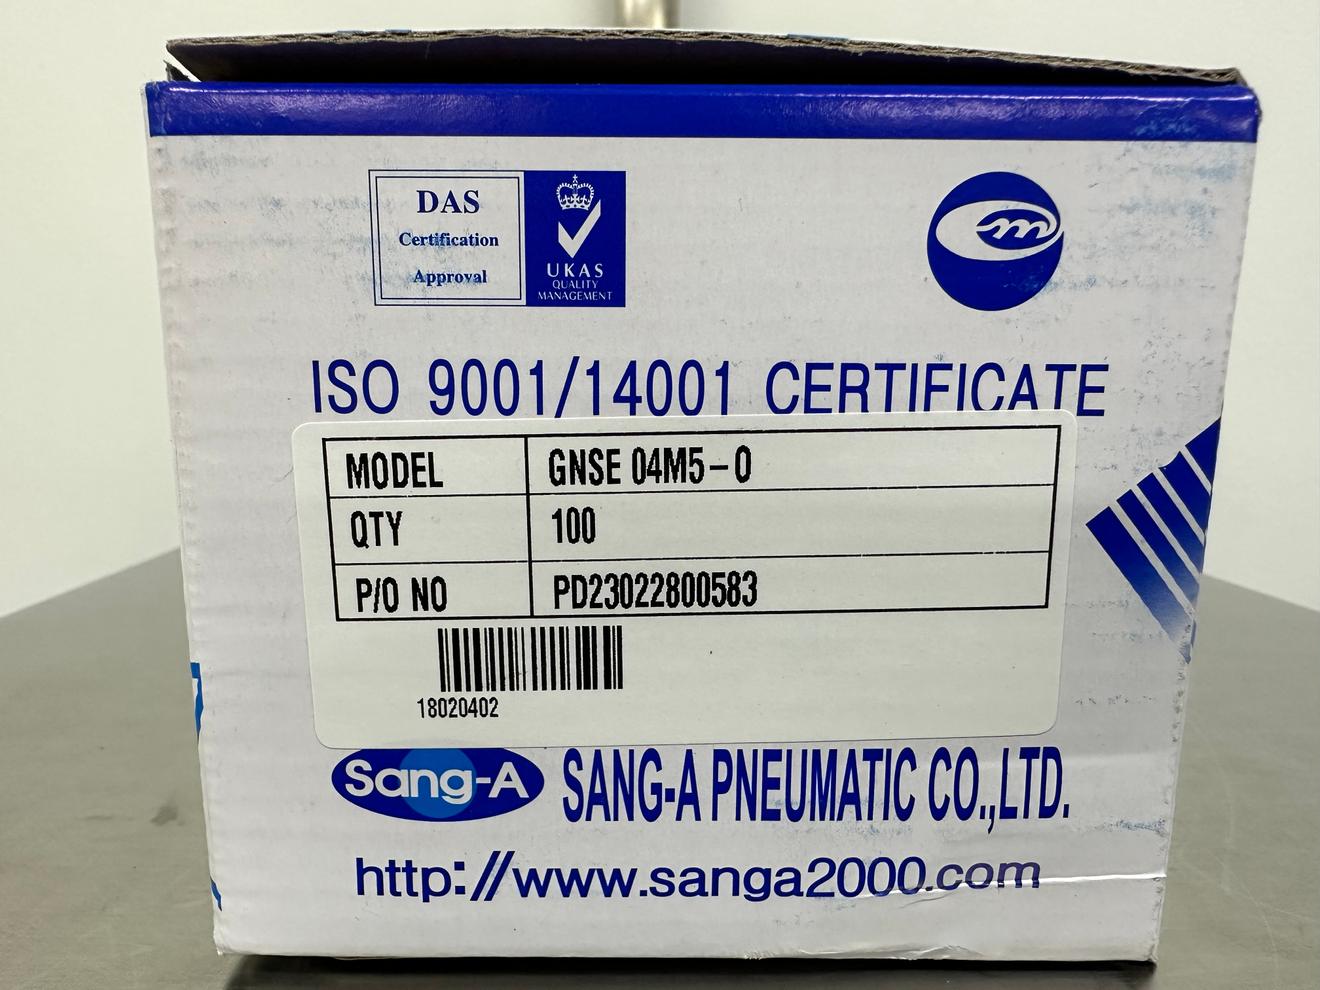 DAS
Certification
Approval
UKAS
QUALITY
MANAGEMENT
em
ISO 9001/14001 CERTIFICATE
MODEL GNSE 04M5-0
QTY 100
P/O NO PD23022800583
18020402
Sang-A SANG-A PNEUMATIC CO.,LTD.
http://www.sanga2000.com